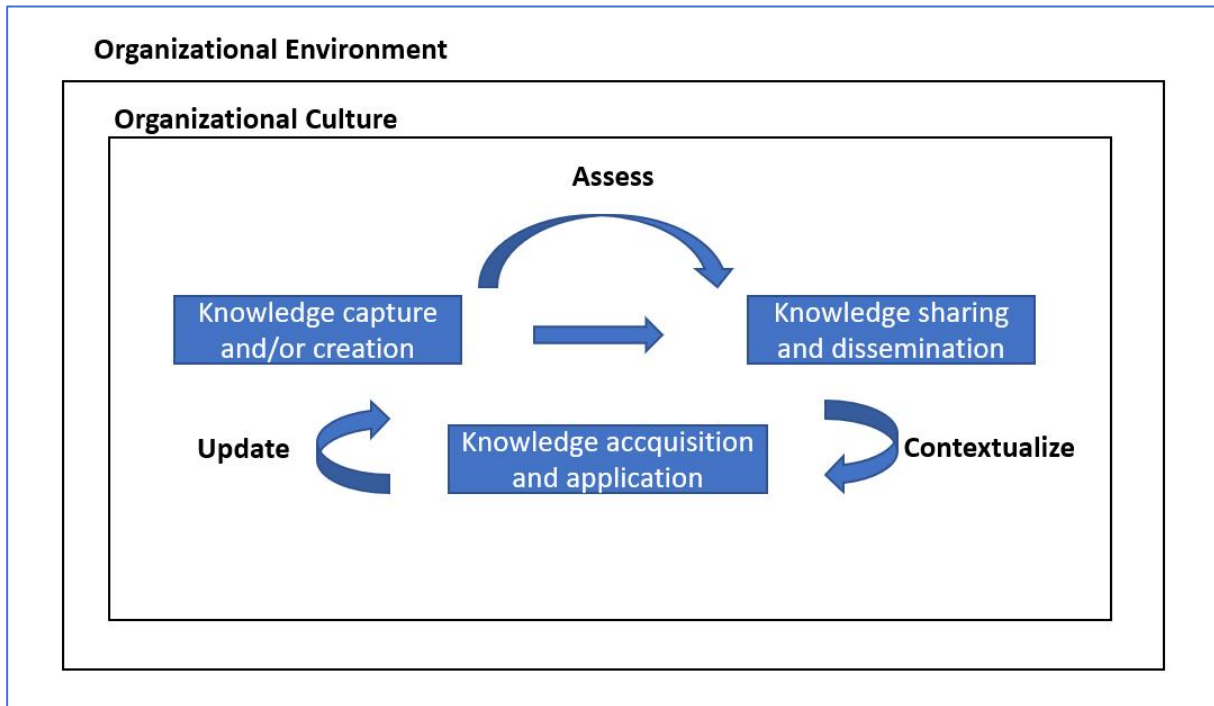 Organizational Environment
Organizational Culture
Assess
Knowledge capture
and/or creation
Knowledge sharing
and dissemination
Update
Knowledge accquisition
and application
Contextualize